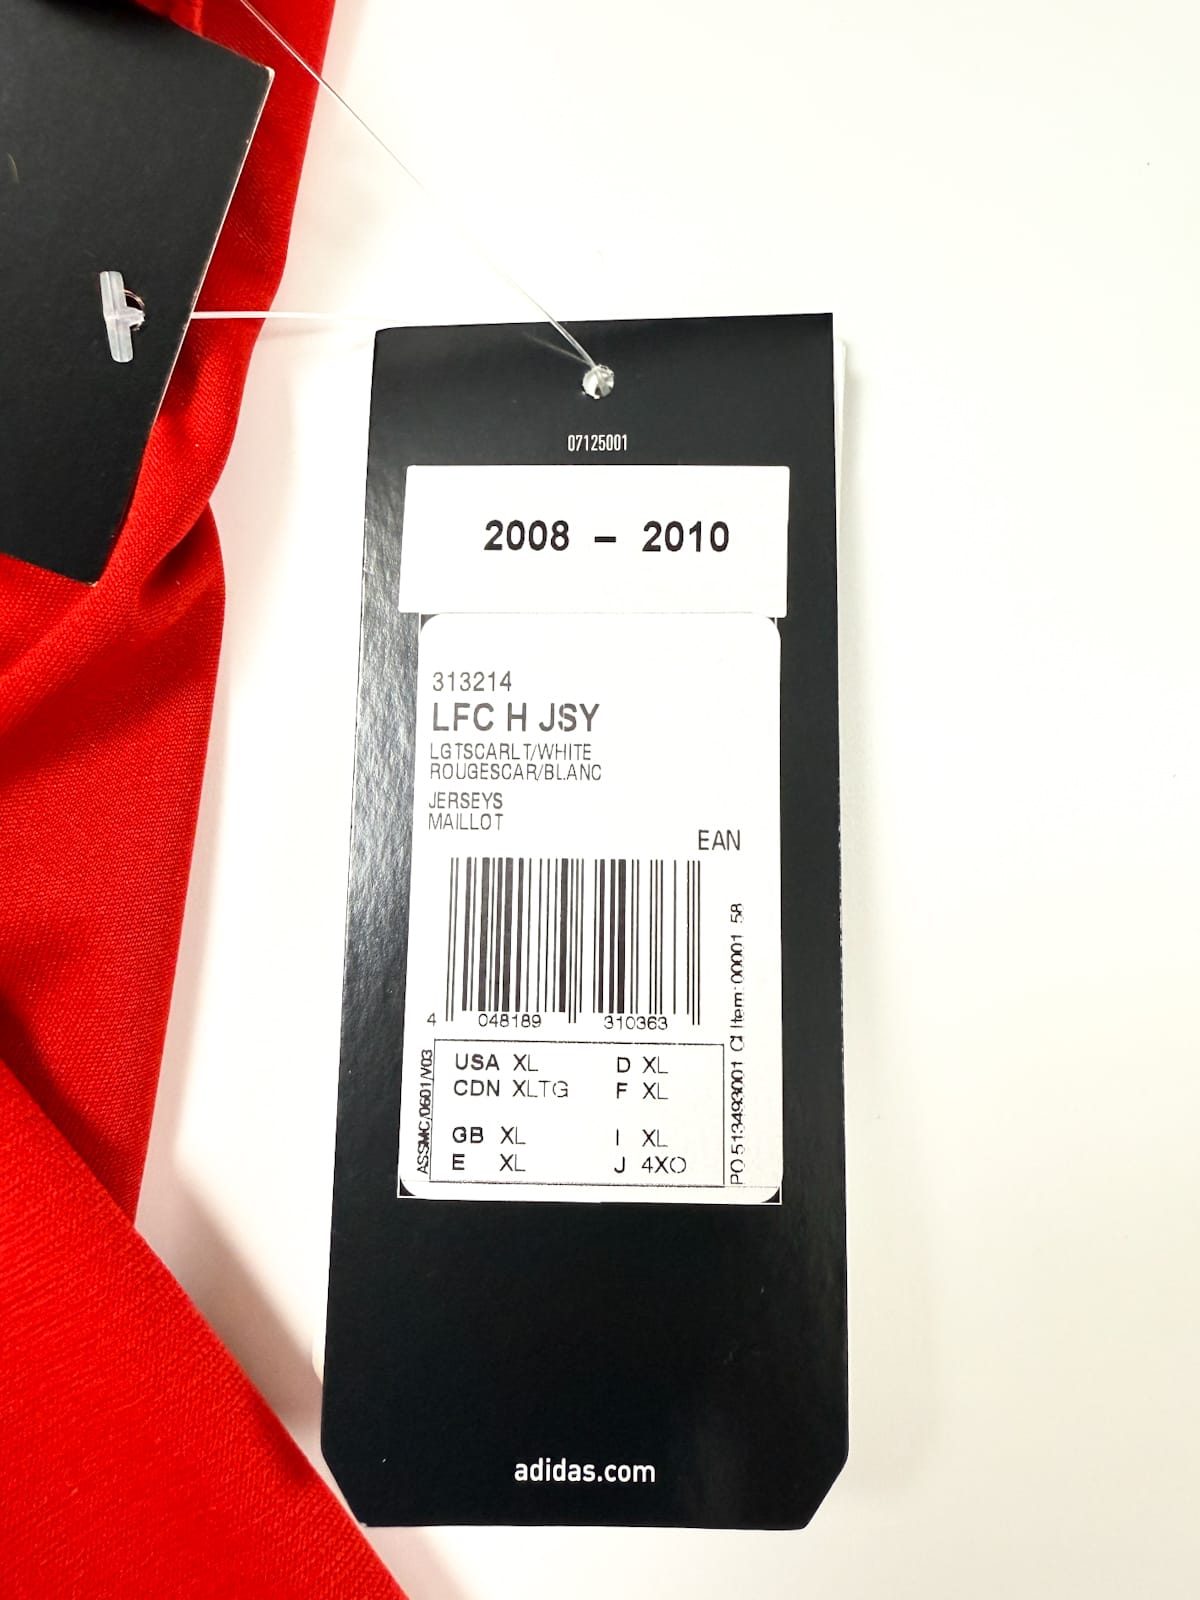 07125001
2008 – 2010
313214
LFC H JSY
LGTSCARLT/WHITE
ROUGESCAR/BLANC
JERSEYS
MAILLOT
EAN
4 048189 310363
USA XL D XL
CDN XLTG F XL
GB XL I XL
E XL J 4XO
ASSMC/0601/V03
PO 513493001 CI Item:00001 58
adidas.com